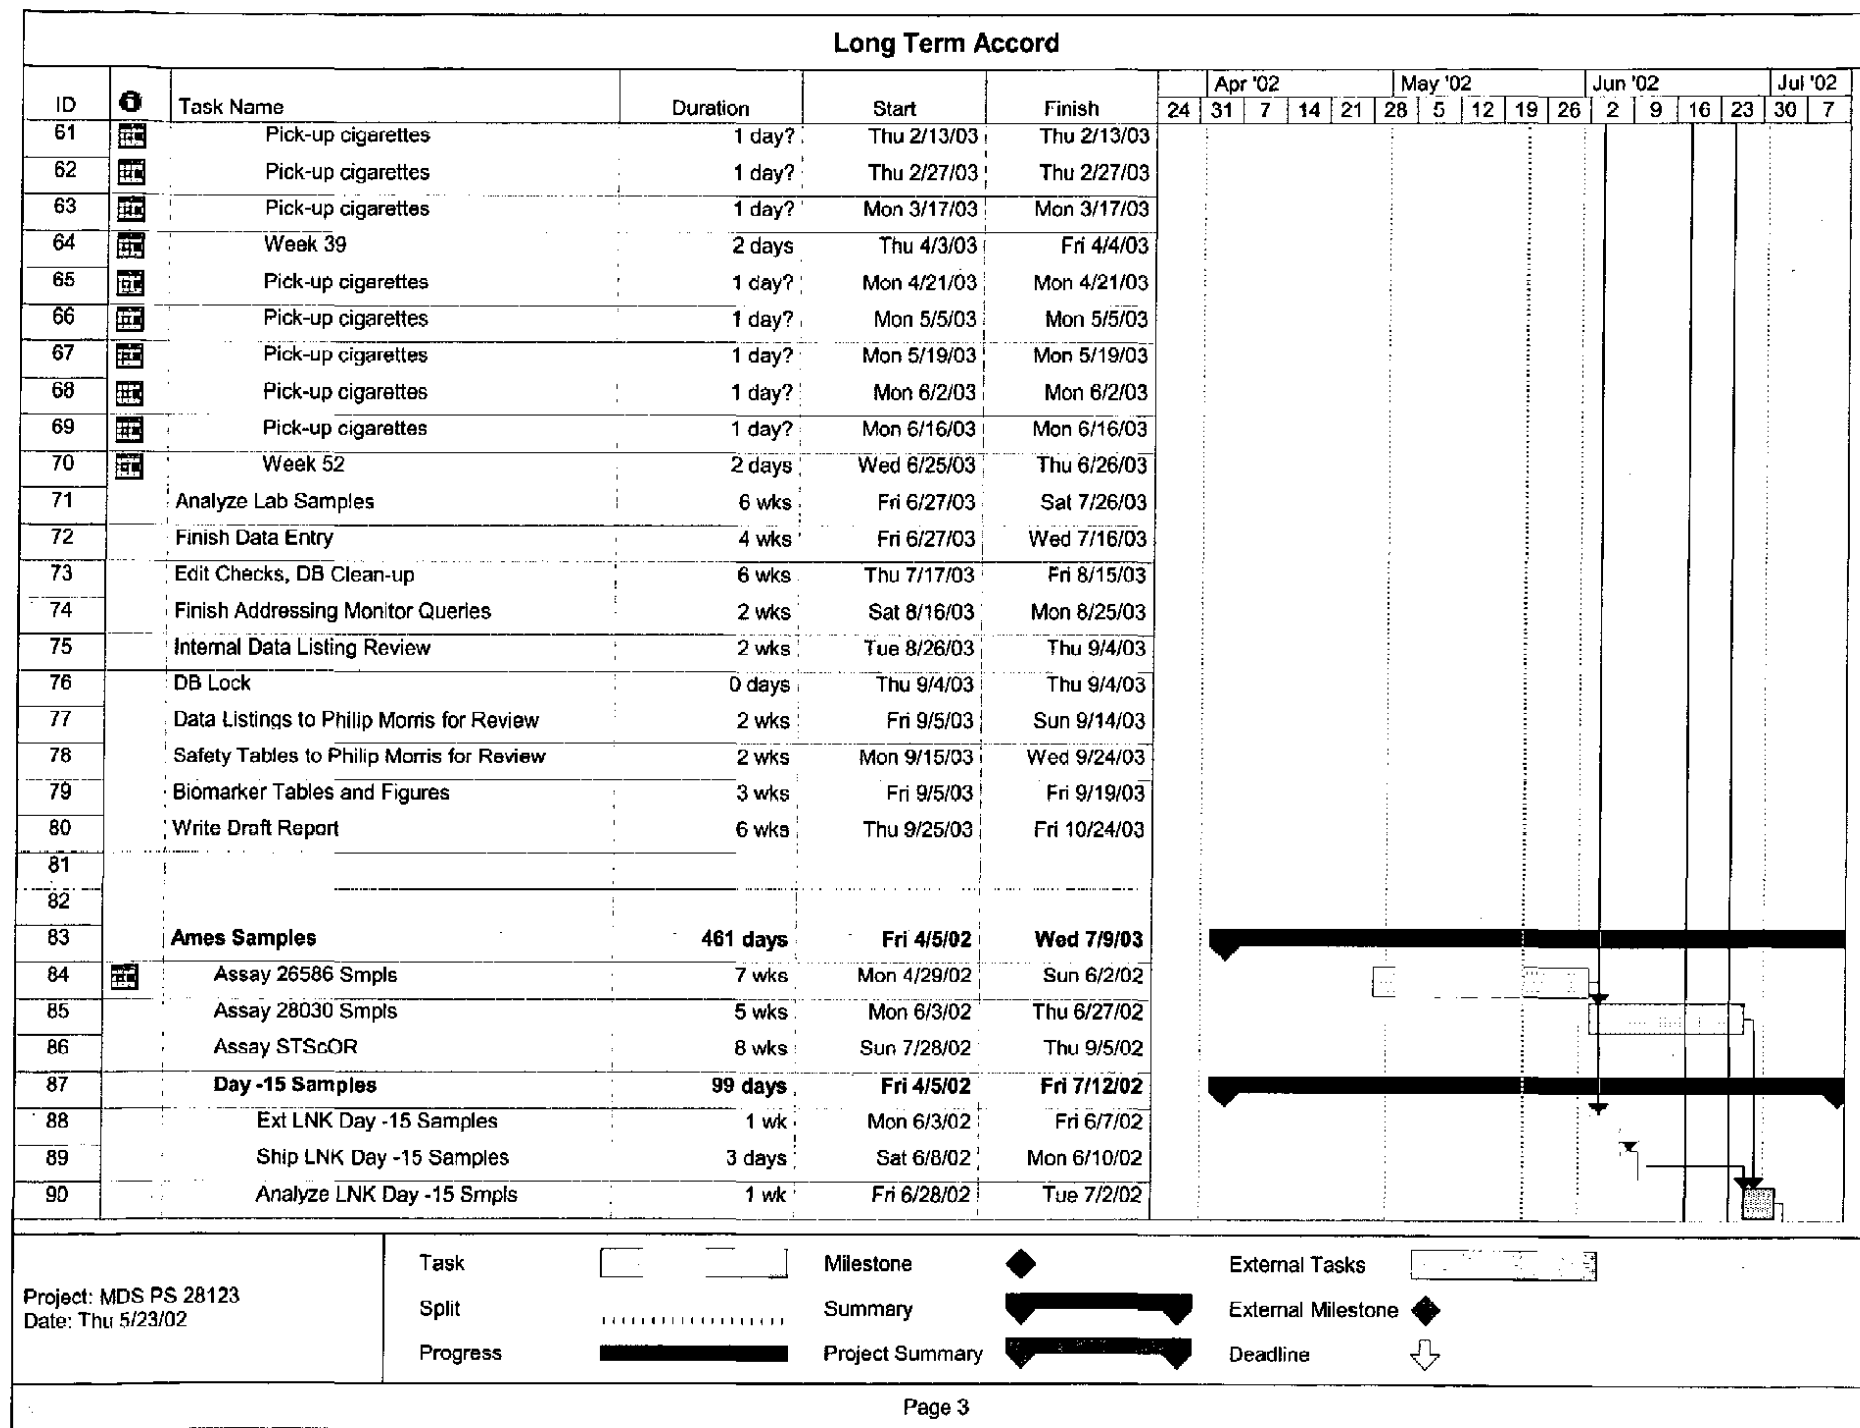 Long Term Accord
Apr '02 May '02 Jun '02 Jul '02
ID Task Name Duration Start Finish 24 31 7 14 21 28 5 12 19 26 2 9 16 23 30 7
61 Pick-up cigarettes 1 day? Thu 2/13/03 Thu 2/13/03
62 Pick-up cigarettes 1 day? Thu 2/27/03 Thu 2/27/03
63 Pick-up cigarettes 1 day? Mon 3/17/03 Mon 3/17/03
64 Week 39 2 days Thu 4/3/03 Fri 4/4/03
65 Pick-up cigarettes 1 day? Mon 4/21/03 Mon 4/21/03
66 Pick-up cigarettes 1 day? Mon 5/5/03 Mon 5/5/03
67 Pick-up cigarettes 1 day? Mon 5/19/03 Mon 5/19/03
68 Pick-up cigarettes 1 day? Mon 6/2/03 Mon 6/2/03
69 Pick-up cigarettes 1 day? Mon 6/16/03 Mon 6/16/03
70 Week 52 2 days Wed 6/25/03 Thu 6/26/03
71 Analyze Lab Samples 6 wks Fri 6/27/03 Sat 7/26/03
72 Finish Data Entry 4 wks Fri 6/27/03 Wed 7/16/03
73 Edit Checks, DB Clean-up 6 wks Thu 7/17/03 Fri 8/15/03
74 Finish Addressing Monitor Queries 2 wks Sat 8/16/03 Mon 8/25/03
75 Internal Data Listing Review 2 wks Tue 8/26/03 Thu 9/4/03
76 DB Lock 0 days Thu 9/4/03 Thu 9/4/03
77 Data Listings to Philip Morris for Review 2 wks Fri 9/5/03 Sun 9/14/03
78 Safety Tables to Philip Morris for Review 2 wks Mon 9/15/03 Wed 9/24/03
79 Biomarker Tables and Figures 3 wks Fri 9/5/03 Fri 9/19/03
80 Write Draft Report 6 wks Thu 9/25/03 Fri 10/24/03
81
82
83 Ames Samples 461 days Fri 4/5/02 Wed 7/9/03
84 Assay 26586 Smpls 7 wks Mon 4/29/02 Sun 6/2/02
85 Assay 28030 Smpls 5 wks Mon 6/3/02 Thu 6/27/02
86 Assay STScOR 8 wks Sun 7/28/02 Thu 9/5/02
87 Day -15 Samples 99 days Fri 4/5/02 Fri 7/12/02
88 Ext LNK Day -15 Samples 1 wk Mon 6/3/02 Fri 6/7/02
89 Ship LNK Day -15 Samples 3 days Sat 6/8/02 Mon 6/10/02
90 Analyze LNK Day -15 Smpls 1 wk Fri 6/28/02 Tue 7/2/02
Project: MDS PS 28123
Date: Thu 5/23/02
Task Milestone External Tasks
Split Summary External Milestone
Progress Project Summary Deadline
Page 3